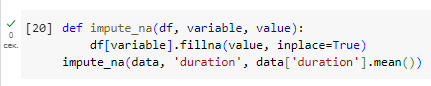 [20] def impute_na(df, variable, value):
df[variable].fillna(value, inplace=True)
impute_na(data, 'duration', data['duration'].mean())
0
сек.